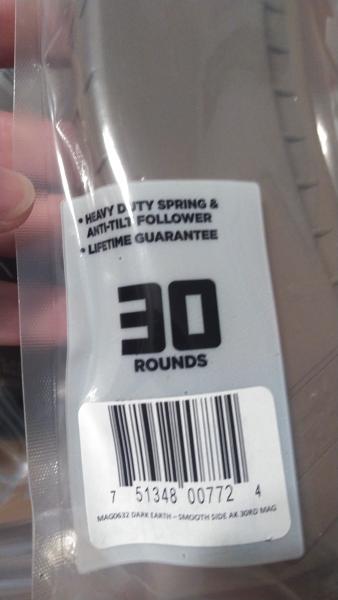 • HEAVY DUTY SPRING &
ANTI-TILT FOLLOWER
• LIFETIME GUARANTEE
30
ROUNDS
7 51348 00772 4
MAG0632 DARK EARTH – SMOOTH SIDE AK 30RD MAG